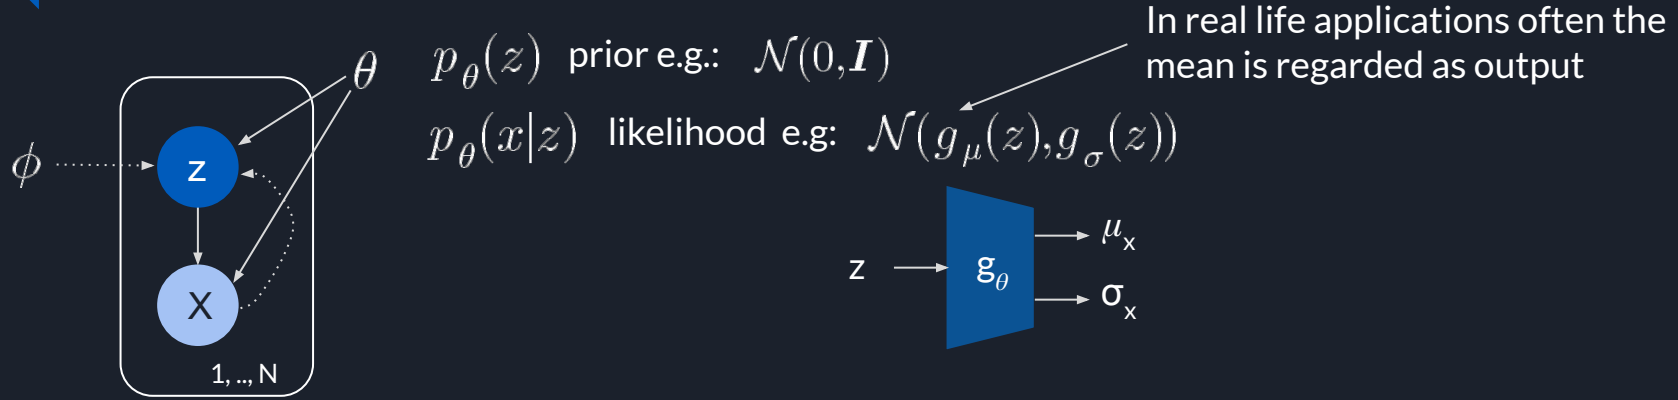 In real life applications often the
mean is regarded as output
θ
p_θ(z) prior e.g.: 𝒩(0,I)
p_θ(x|z) likelihood e.g: 𝒩(g_μ(z),g_σ(z))
ϕ
z
X
1, .., N
z
g_θ
μ_x
σ_x